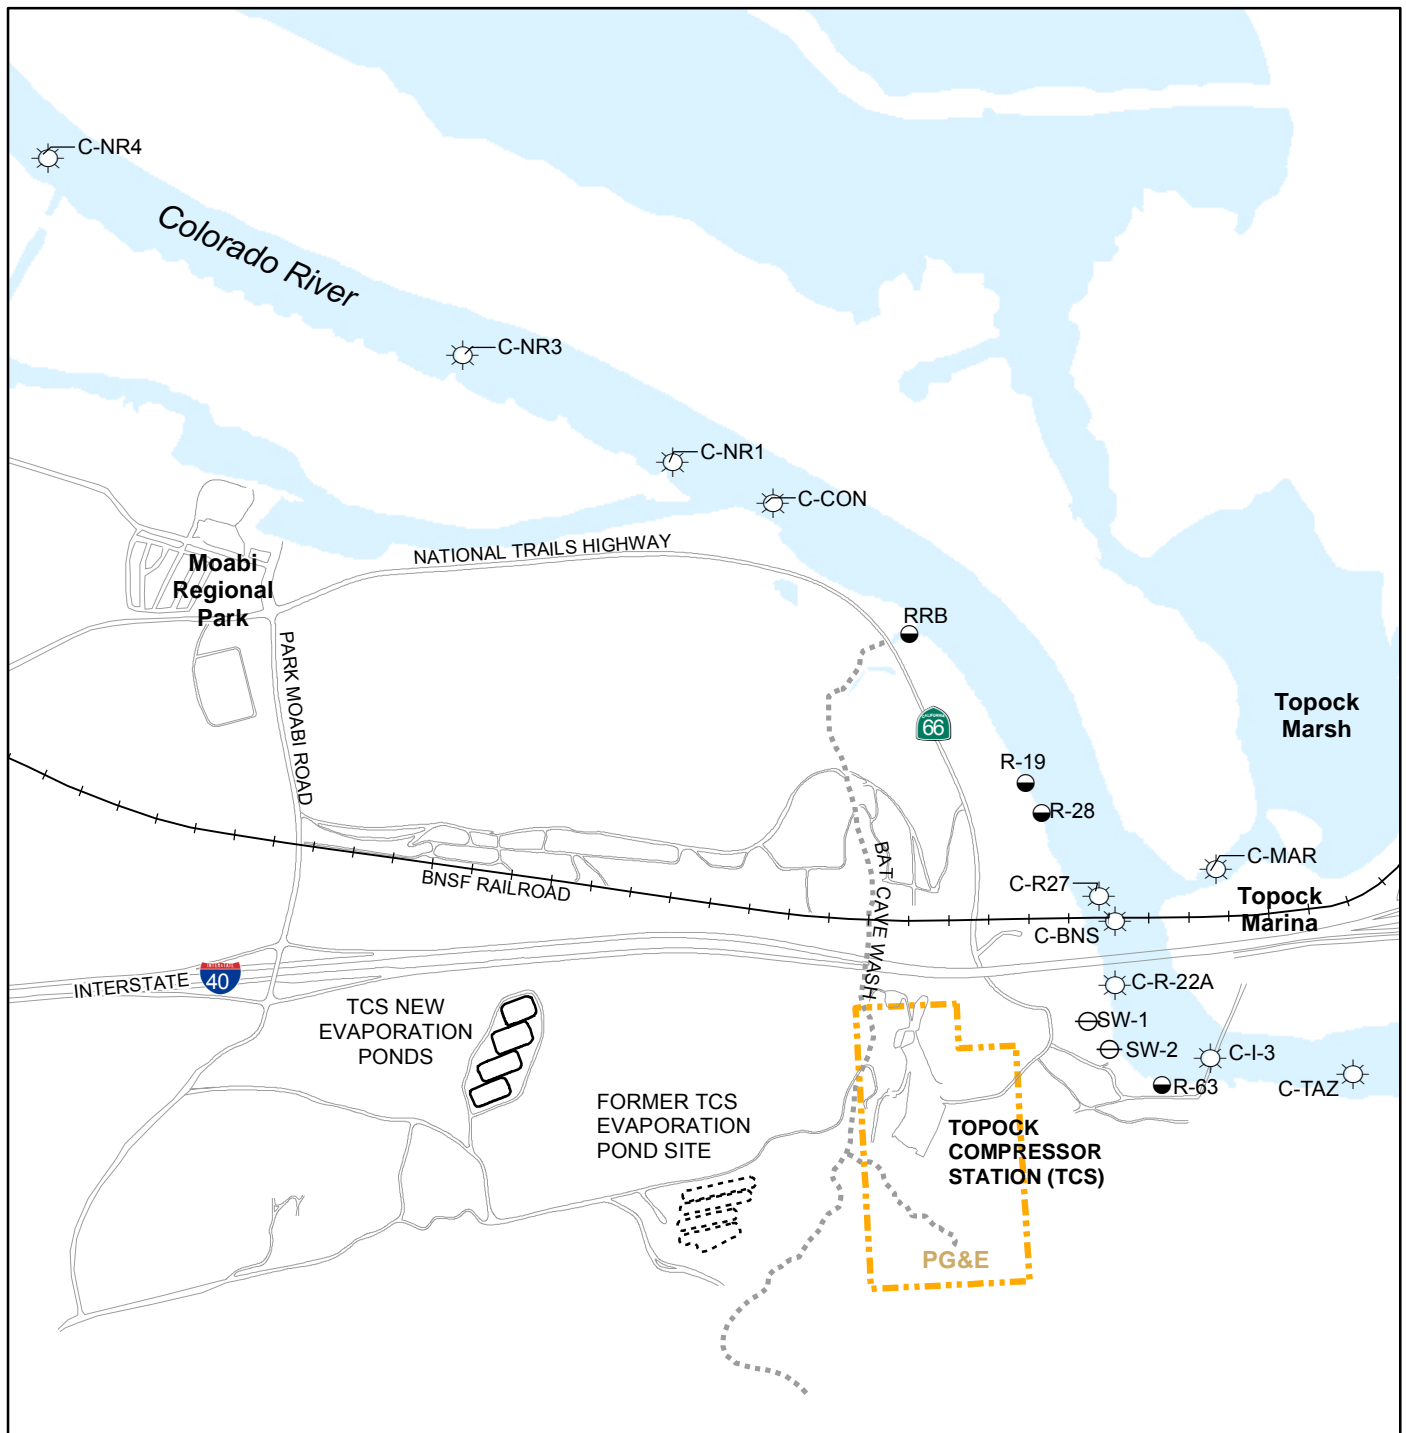 C-NR4
Colorado River
C-NR3
C-NR1
C-CON
NATIONAL TRAILS HIGHWAY
Moabi
Regional
Park
RRB
PARK MOABI ROAD
66
Topock
Marsh
R-19
R-28
BAT CAVE WASH
C-MAR
C-R27
BNSF RAILROAD
Topock
Marina
C-BNS
INTERSTATE
40
C-R-22A
TCS NEW
EVAPORATION
PONDS
SW-1
SW-2
C-I-3
C-TAZ
R-63
FORMER TCS
EVAPORATION
POND SITE
TOPOCK
COMPRESSOR
STATION (TCS)
PG&E